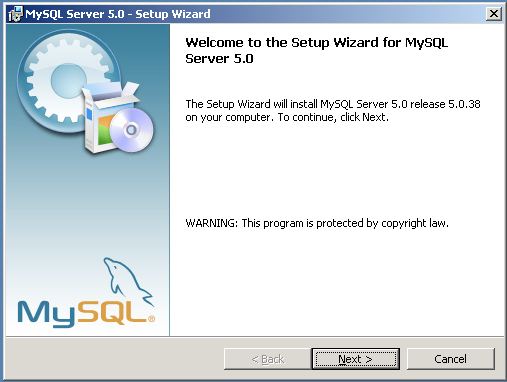 MySQL Server 5.0 - Setup Wizard
Welcome to the Setup Wizard for MySQL
Server 5.0
The Setup Wizard will install MySQL Server 5.0 release 5.0.38
on your computer. To continue, click Next.
WARNING: This program is protected by copyright law.
MySQL®
< Back
Next >
Cancel